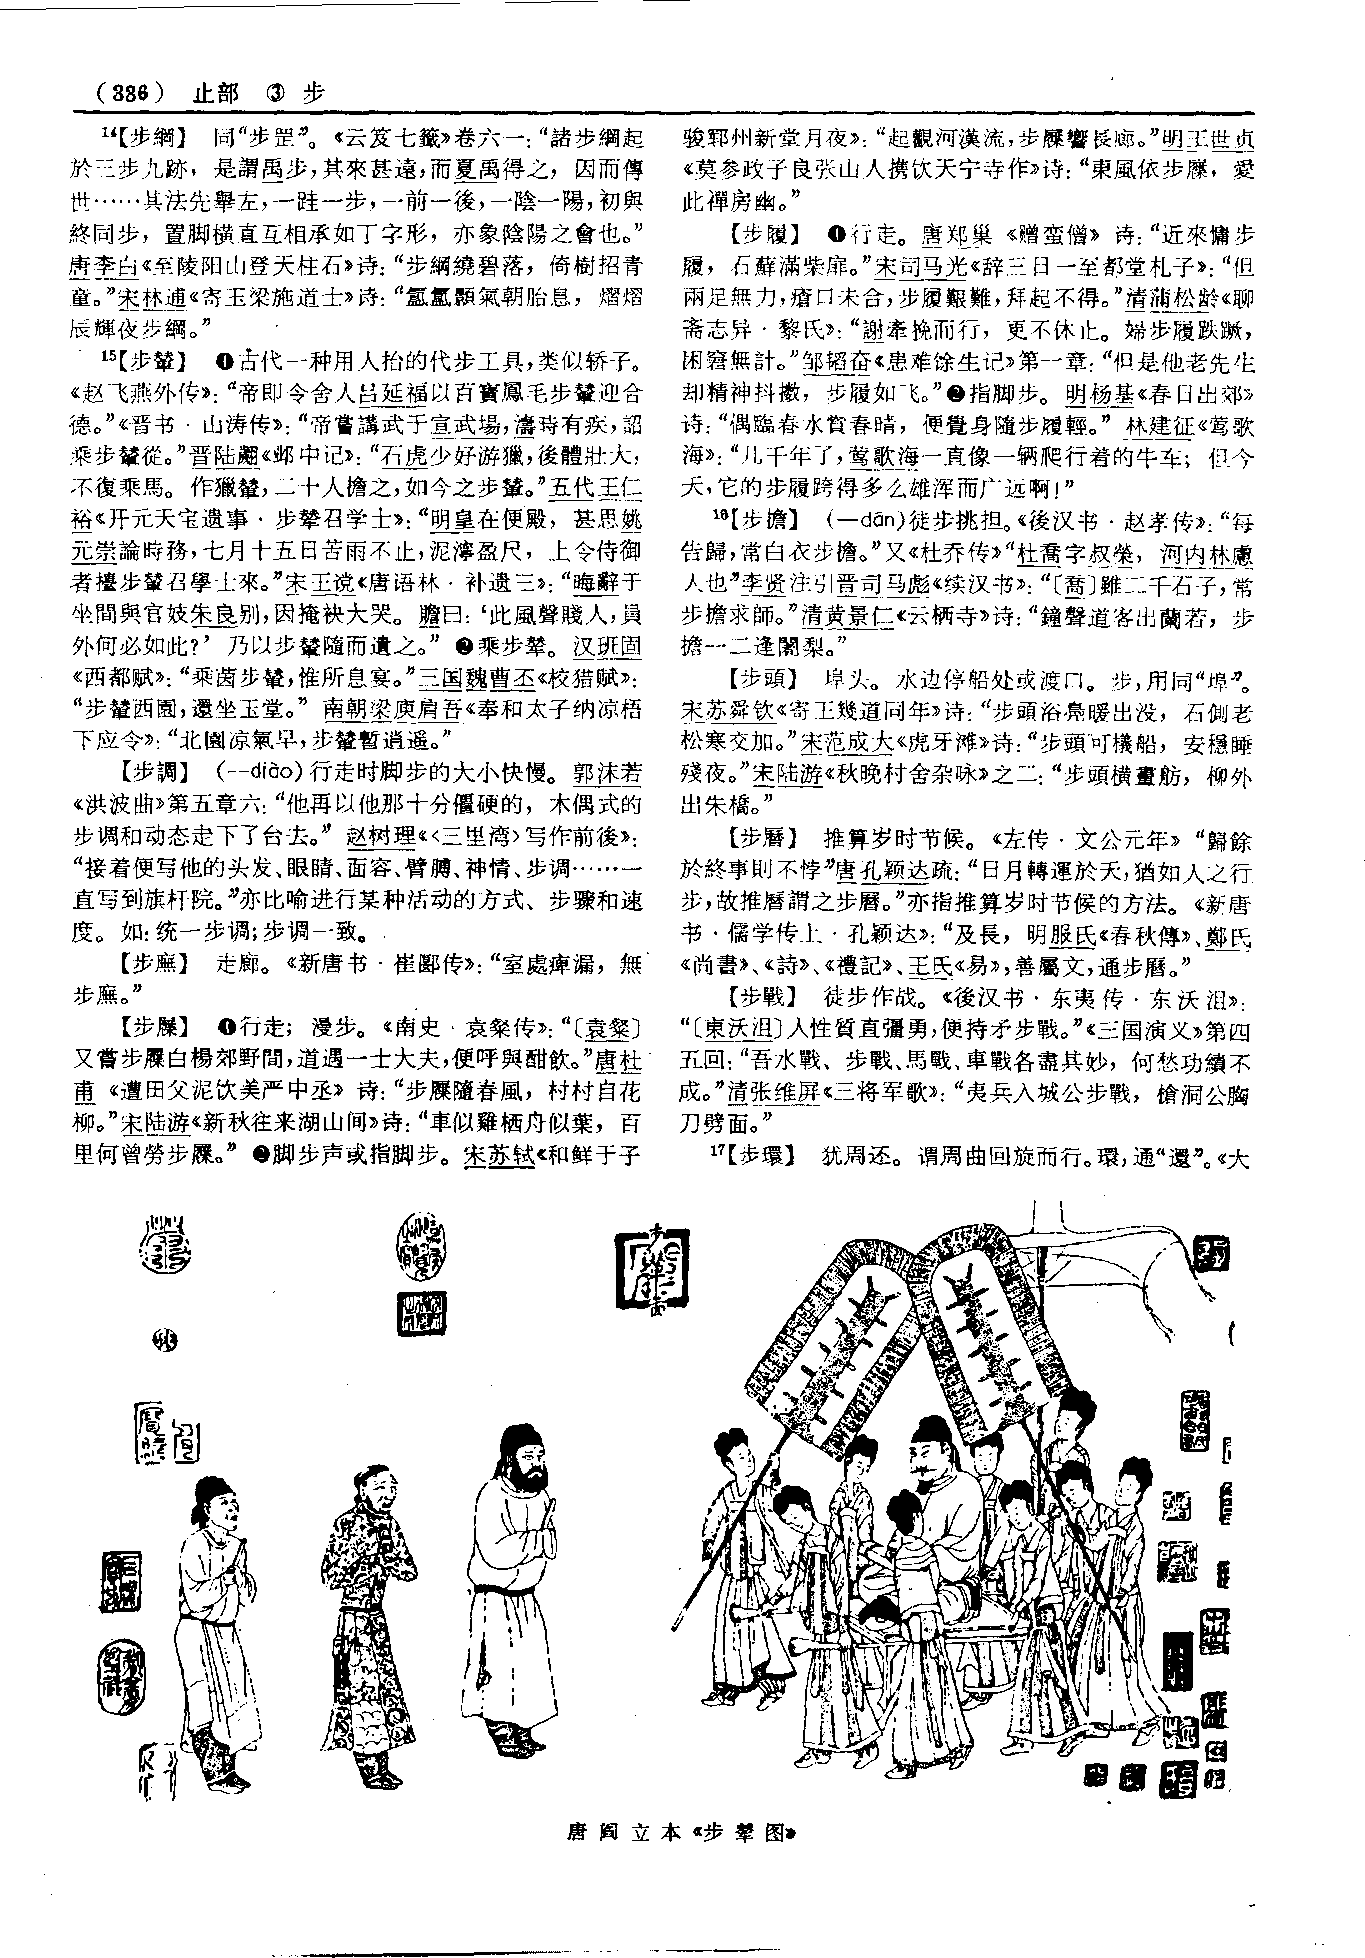 (336) 止部 ③ 步
¹⁴【步綱】 同“步罡”。《云笈七籤》卷六一：“諸步綱起
於三步九跡，是謂禹步，其來甚遠，而夏禹得之，因而傳
世……其法先舉左，一跬一步，一前一後，一陰一陽，初與
終同步，置脚橫直互相承如丁字形，亦象陰陽之會也。”
唐李白《至陵阳山登天柱石》诗：“步綱繞碧落，倚樹招青
童。”宋林逋《寄玉梁施道士》诗：“氲氲顥氣朝胎息，熠熠
辰輝夜步綱。”
¹⁵【步輦】 ❶古代一种用人抬的代步工具，类似轿子。
《赵飞燕外传》：“帝即令舍人吕延福以百寶鳳毛步輦迎合
德。”《晋书·山涛传》：“帝嘗講武于宣武場，濤時有疾，詔
乘步輦從。”晋陆翽《邺中记》：“石虎少好游獵，後體壯大，
不復乘馬。作獵輦，二十人擔之，如今之步輦。”五代王仁
裕《开元天宝遗事·步辇召学士》：“明皇在便殿，甚思姚
元崇論時務，七月十五日苦雨不止，泥濘盈尺，上令侍御
者擡步輦召學士來。”宋王谠《唐语林·补遗三》：“晦辭于
坐間與官妓朱良别，因掩袂大哭。贍曰：‘此風聲賤人，員
外何必如此？’乃以步輦隨而遺之。” ❷乘步辇。汉班固
《西都赋》：“乘茵步輦，惟所息宴。”三国魏曹丕《校猎赋》：
“步輦西園，還坐玉堂。” 南朝梁庾肩吾《奉和太子纳凉梧
下应令》：“北園凉氣早，步輦暫逍遥。”
【步調】 (—diào)行走时脚步的大小快慢。郭沫若
《洪波曲》第五章六：“他再以他那十分僵硬的，木偶式的
步调和动态走下了台去。” 赵树理《〈三里湾〉写作前後》：
“接着便写他的头发、眼睛、面容、臂膊、神情、步调……一
直写到旗杆院。”亦比喻进行某种活动的方式、步骤和速
度。如：统一步调；步调一致。
【步廡】 走廊。《新唐书·崔郾传》：“室處痺漏，無
步廡。”
【步屧】 ❶行走；漫步。《南史·袁粲传》：“〔袁粲〕
又嘗步屧白楊郊野間，道遇一士大夫，便呼與酣飲。”唐杜
甫《遭田父泥饮美严中丞》诗：“步屧隨春風，村村自花
柳。”宋陆游《新秋往来湖山间》诗：“車似雞栖舟似葉，百
里何曾勞步屧。” ❷脚步声或指脚步。宋苏轼《和鲜于子
骏郓州新堂月夜》：“起觀河漢流，步屧響長廊。”明王世贞
《莫参政子良张山人携饮天宁寺作》诗：“東風依步屧，愛
此禪房幽。”
【步履】 ❶行走。唐郑巢《赠蛮僧》诗：“近來慵步
履，石蘚滿柴扉。”宋司马光《辞三日一至都堂札子》：“但
兩足無力，瘡口未合，步履艱難，拜起不得。”清蒲松龄《聊
斋志异·黎氏》：“謝牽挽而行，更不休止。婦步履跌蹶，
困窘無計。”邹韬奋《患难馀生记》第一章：“但是他老先生
却精神抖擞，步履如飞。”❷指脚步。明杨基《春日出郊》
诗：“偶臨春水賞春晴，便覺身隨步履輕。” 林建征《莺歌
海》：“几千年了，莺歌海一直像一辆爬行着的牛车；但今
天，它的步履跨得多么雄浑而广远啊！”
¹⁶【步擔】 (—dān)徒步挑担。《後汉书·赵孝传》：“每
告歸，常白衣步擔。”又《杜乔传》“杜喬字叔榮，河内林慮
人也”李贤注引晋司马彪《续汉书》：“〔喬〕雖二千石子，常
步擔求師。”清黄景仁《云栖寺》诗：“鐘聲道客出蘭若，步
擔一二逢闍梨。”
【步頭】 埠头。水边停船处或渡口。步，用同“埠”。
宋苏舜钦《寄王幾道同年》诗：“步頭浴鳧暖出没，石側老
松寒交加。”宋范成大《虎牙滩》诗：“步頭可檥船，安穩睡
殘夜。”宋陆游《秋晚村舍杂咏》之二：“步頭横畫舫，柳外
出朱橋。”
【步曆】 推算岁时节候。《左传·文公元年》“歸餘
於終事則不悖”唐孔颖达疏：“日月轉運於天，猶如人之行
步，故推曆謂之步曆。”亦指推算岁时节候的方法。《新唐
书·儒学传上·孔颖达》：“及長，明服氏《春秋傳》、鄭氏
《尚書》、《詩》、《禮記》、王氏《易》，善屬文，通步曆。”
【步戰】 徒步作战。《後汉书·东夷传·东沃沮》：
“〔東沃沮〕人性質直彊勇，便持矛步戰。”《三国演义》第四
五回：“吾水戰、步戰、馬戰、車戰各盡其妙，何愁功績不
成。”清张维屏《三将军歌》：“夷兵入城公步戰，槍洞公胸
刀劈面。”
¹⁷【步環】 犹周还。谓周曲回旋而行。環，通“還”。《大
步輦圖
唐 阎 立 本 《步 辇 图》